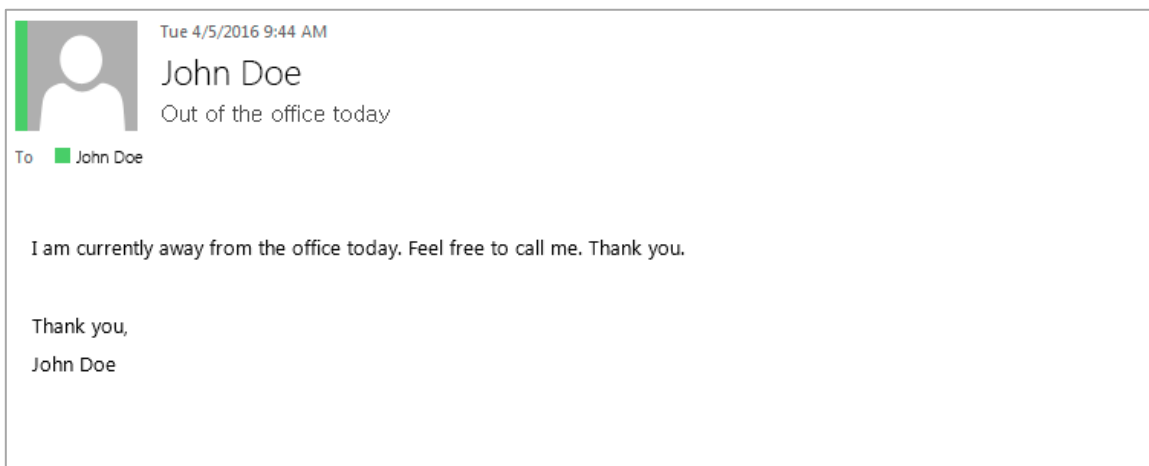 Tue 4/5/2016 9:44 AM
John Doe
Out of the office today
To John Doe
I am currently away from the office today. Feel free to call me. Thank you.
Thank you,
John Doe